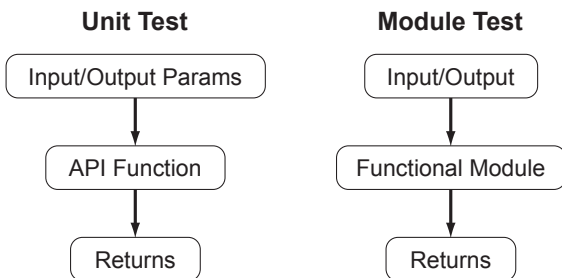 Unit Test
Input/Output Params
API Function
Returns
Module Test
Input/Output
Functional Module
Returns